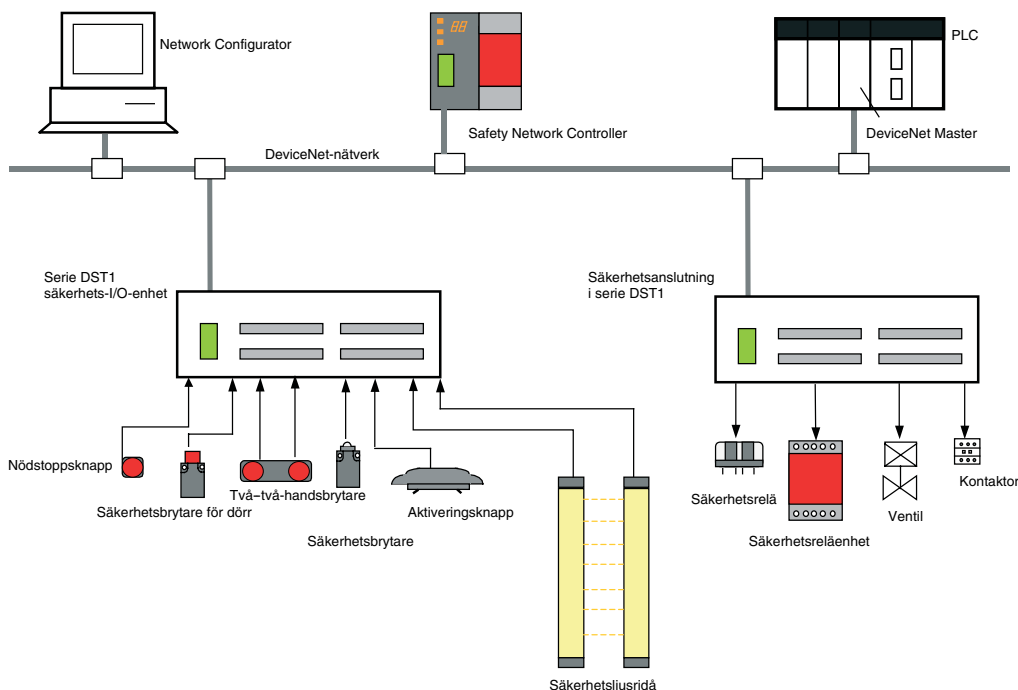 Network Configurator
88
PLC
Safety Network Controller
DeviceNet Master
DeviceNet-nätverk
Serie DST1
säkerhets-I/O-enhet
Säkerhetsanslutning
i serie DST1
Nödstoppsknapp
Två-två-handsbrytare
Säkerhetsbrytare för dörr
Aktiveringsknapp
Säkerhetsbrytare
Säkerhetsrelä
Kontaktor
Ventil
Säkerhetsreläenhet
Säkerhetsljusridå